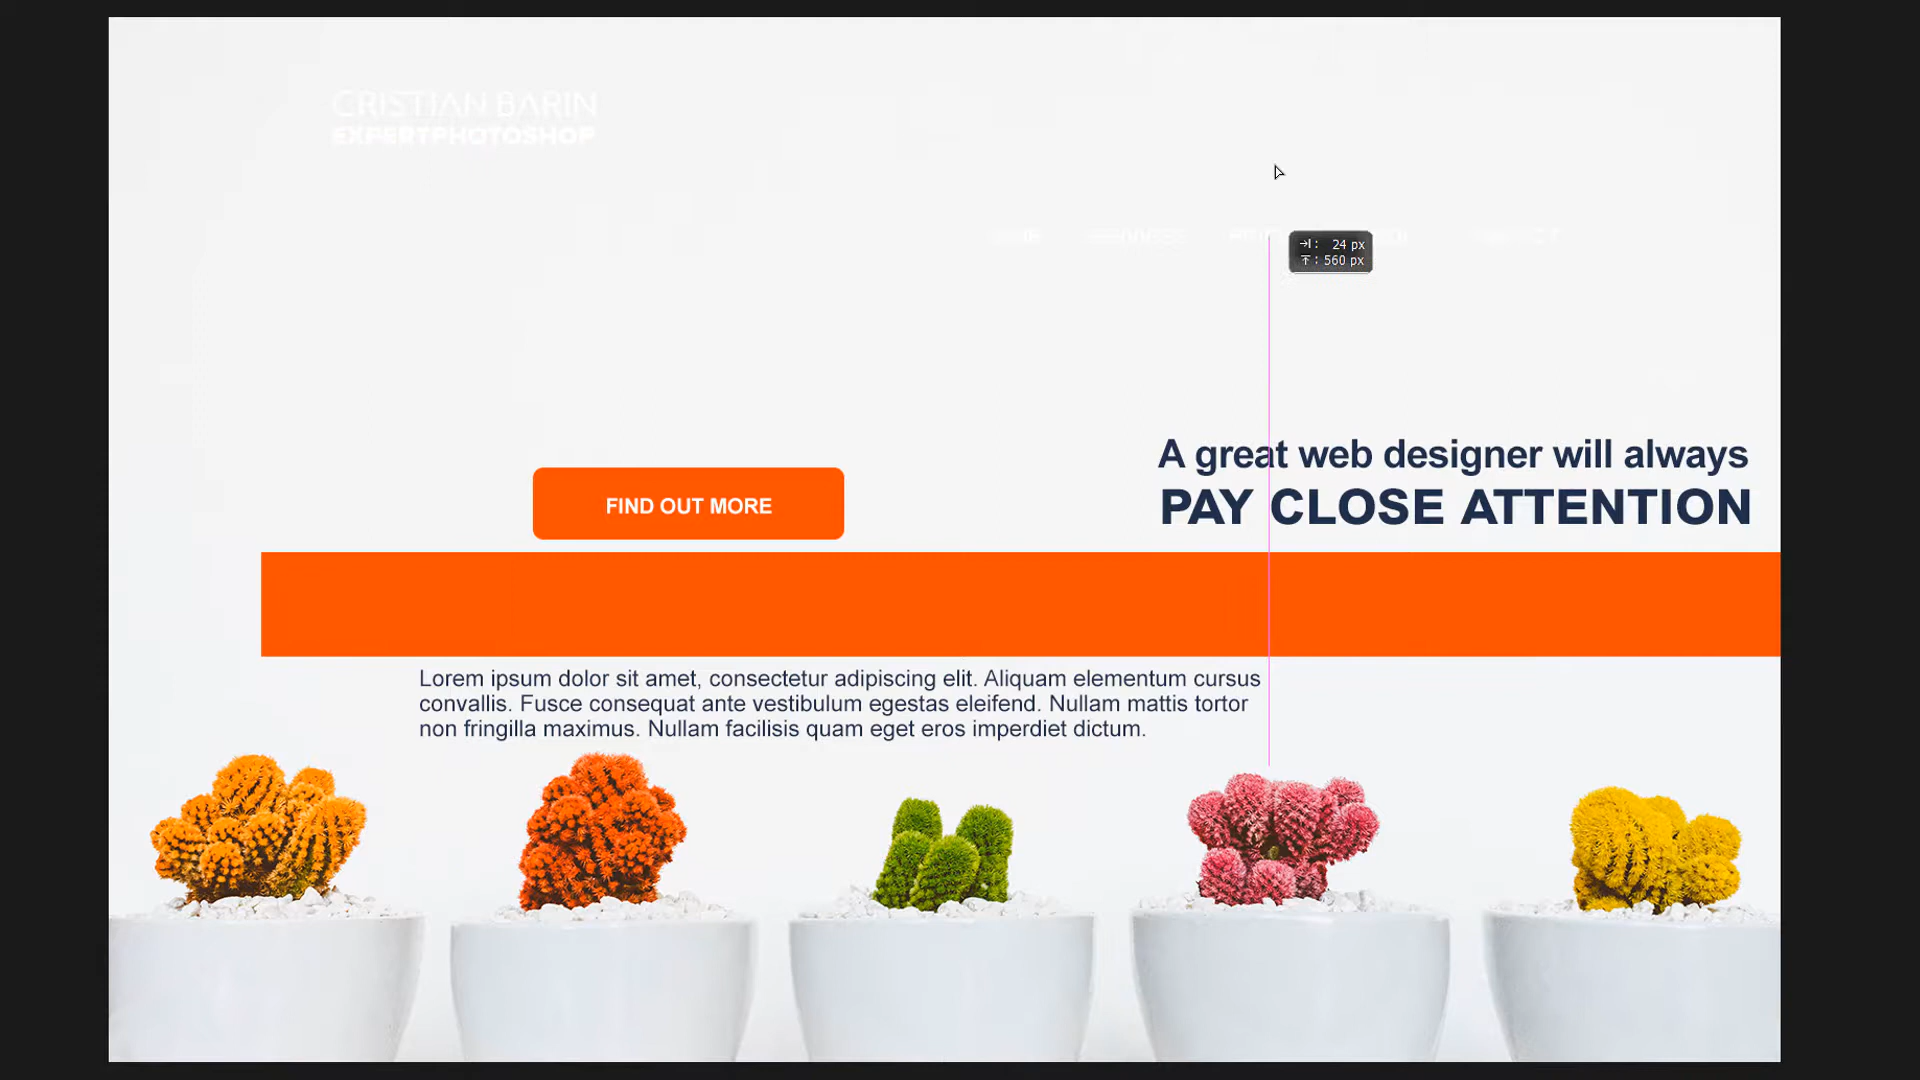 CRISTIAN BARIN
EXPERTPHOTOSHOP
24 px
560 px
A great web designer will always
PAY CLOSE ATTENTION
FIND OUT MORE
Lorem ipsum dolor sit amet, consectetur adipiscing elit. Aliquam elementum cursus
convallis. Fusce consequat ante vestibulum egestas eleifend. Nullam mattis tortor
non fringilla maximus. Nullam facilisis quam eget eros imperdiet dictum.